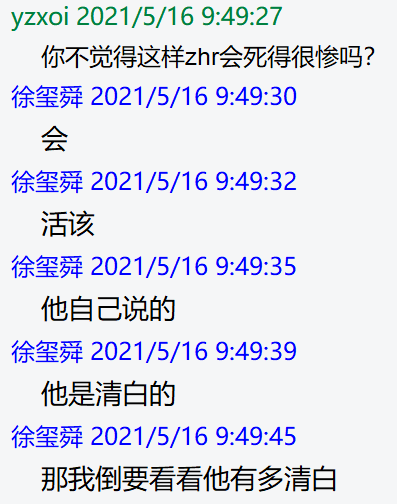 yzxoi 2021/5/16 9:49:27
你不觉得这样zhr会死得很惨吗?
徐玺舜 2021/5/16 9:49:30
会
徐玺舜 2021/5/16 9:49:32
活该
徐玺舜 2021/5/16 9:49:35
他自己说的
徐玺舜 2021/5/16 9:49:39
他是清白的
徐玺舜 2021/5/16 9:49:45
那我倒要看看他有多清白